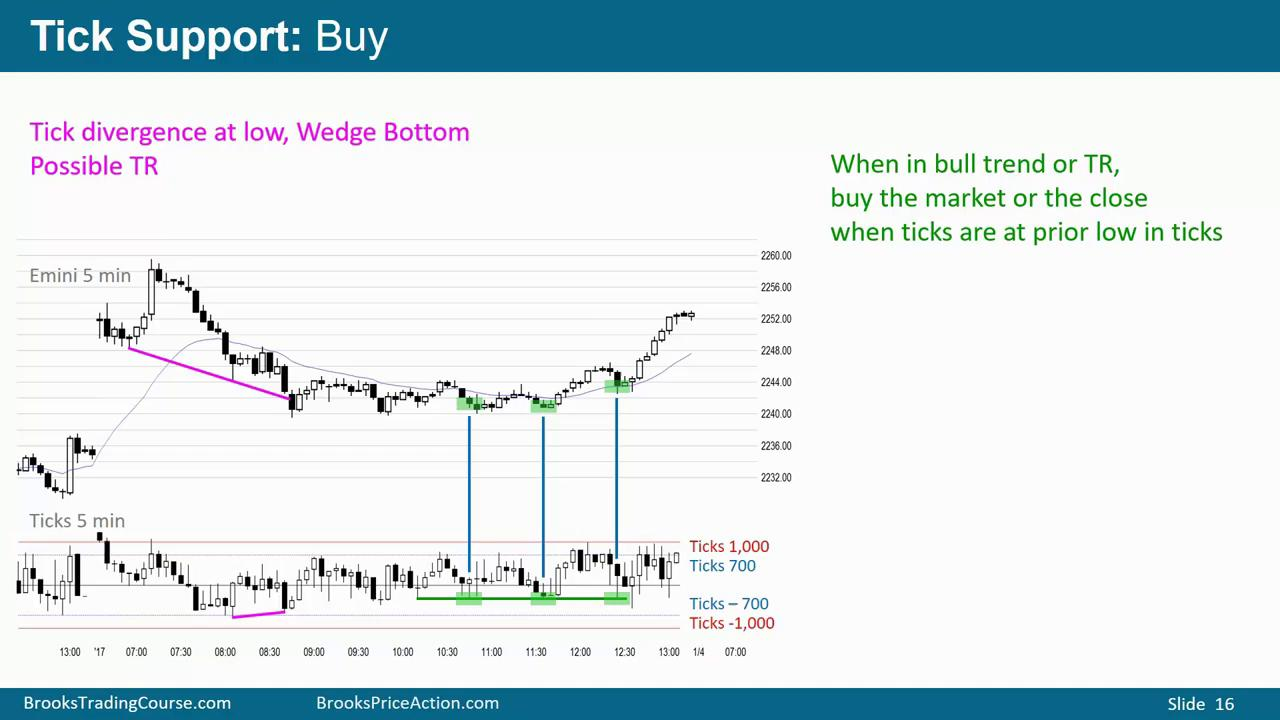 Tick Support: Buy
Tick divergence at low, Wedge Bottom
Possible TR
When in bull trend or TR,
buy the market or the close
when ticks are at prior low in ticks
Emini 5 min
2260.00
2256.00
2252.00
2248.00
2244.00
2240.00
2236.00
2232.00
Ticks 5 min
Ticks 1,000
Ticks 700
Ticks – 700
Ticks -1,000
13:00 '17 07:00 07:30 08:00 08:30 09:00 09:30 10:00 10:30 11:00 11:30 12:00 12:30 13:00 1/4 07:00
BrooksTradingCourse.com BrooksPriceAction.com Slide 16